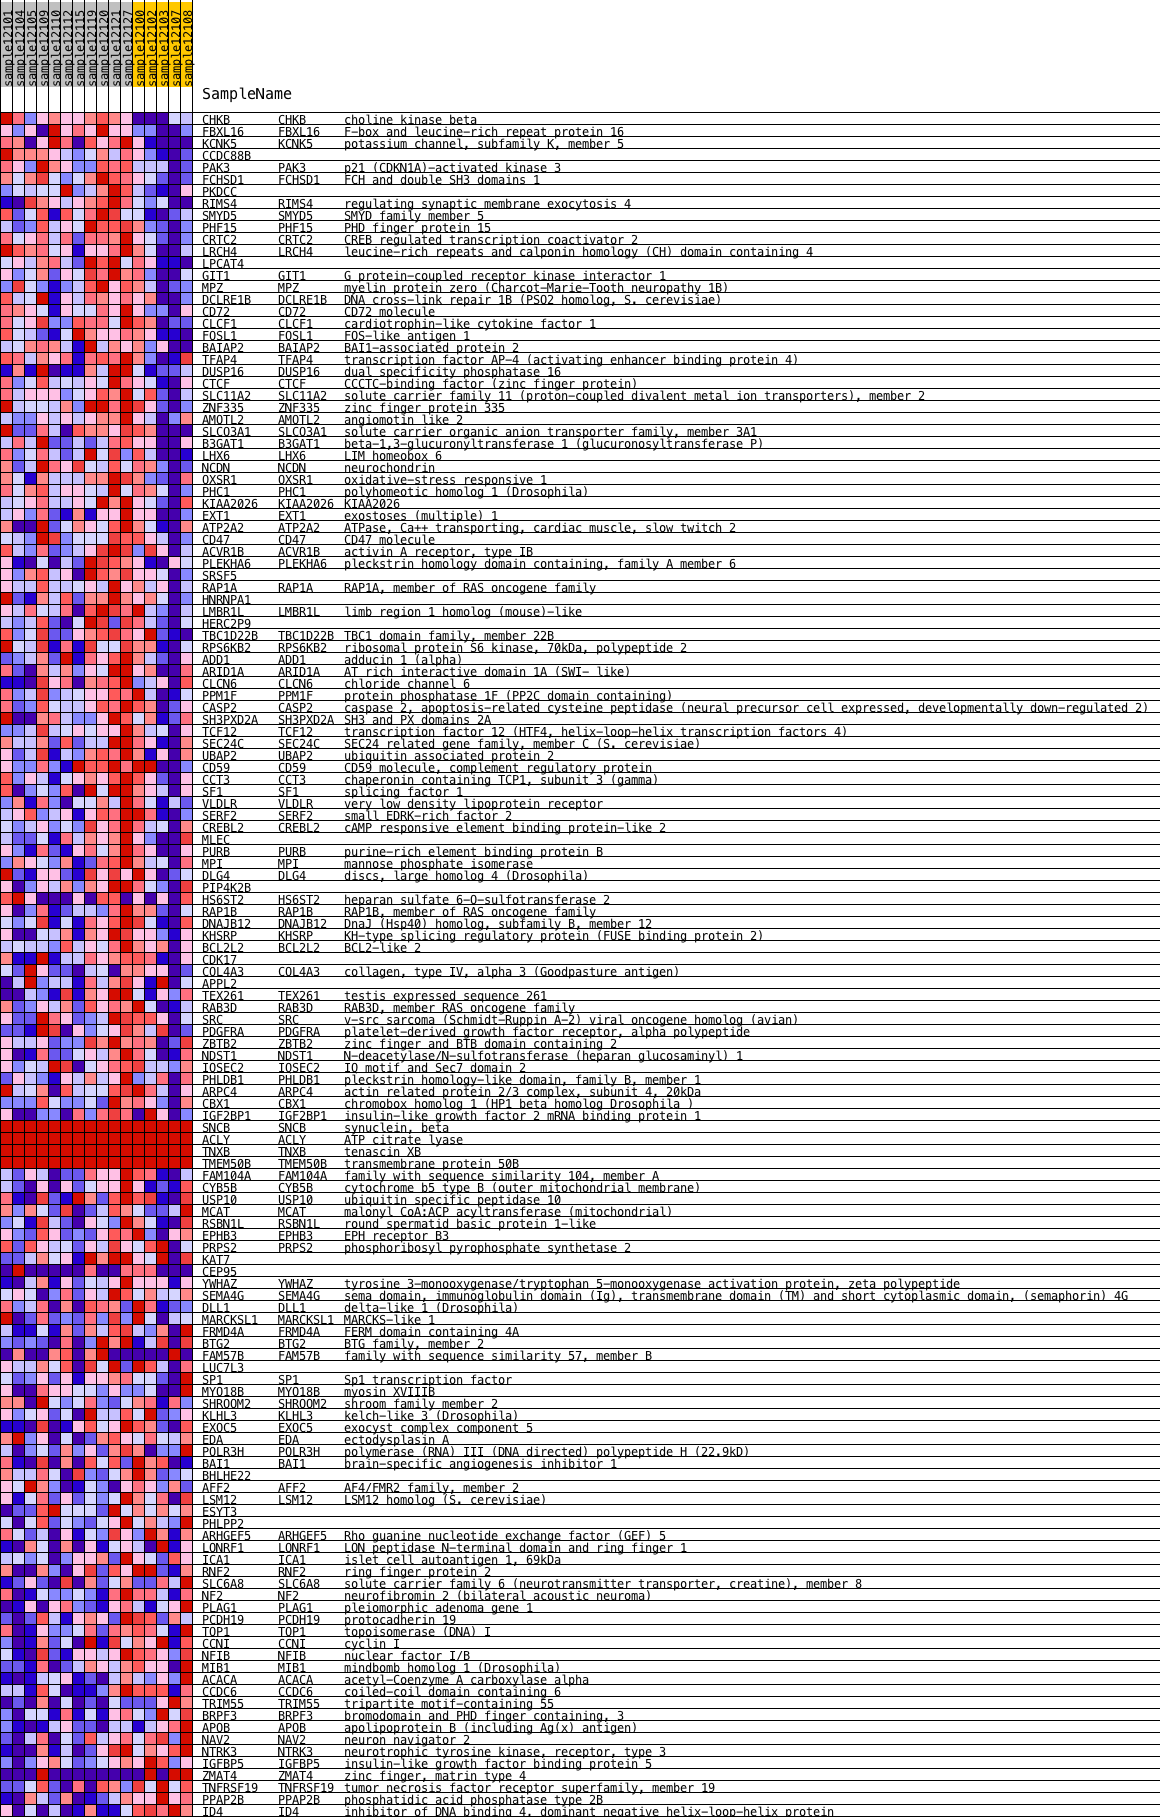 sample12101
sample12104
sample12105
sample12109
sample12110
sample12112
sample12115
sample12119
sample12120
sample12121
sample12127
sample12100
sample12102
sample12103
sample12107
sample12108
SampleName
CHKB CHKB choline kinase beta
FBXL16 FBXL16 F-box and leucine-rich repeat protein 16
KCNK5 KCNK5 potassium channel, subfamily K, member 5
CCDC88B
PAK3 PAK3 p21 (CDKN1A)-activated kinase 3
FCHSD1 FCHSD1 FCH and double SH3 domains 1
PKDCC
RIMS4 RIMS4 regulating synaptic membrane exocytosis 4
SMYD5 SMYD5 SMYD family member 5
PHF15 PHF15 PHD finger protein 15
CRTC2 CRTC2 CREB regulated transcription coactivator 2
LRCH4 LRCH4 leucine-rich repeats and calponin homology (CH) domain containing 4
LPCAT4
GIT1 GIT1 G protein-coupled receptor kinase interactor 1
MPZ MPZ myelin protein zero (Charcot-Marie-Tooth neuropathy 1B)
DCLRE1B DCLRE1B DNA cross-link repair 1B (PSO2 homolog, S. cerevisiae)
CD72 CD72 CD72 molecule
CLCF1 CLCF1 cardiotrophin-like cytokine factor 1
FOSL1 FOSL1 FOS-like antigen 1
BAIAP2 BAIAP2 BAI1-associated protein 2
TFAP4 TFAP4 transcription factor AP-4 (activating enhancer binding protein 4)
DUSP16 DUSP16 dual specificity phosphatase 16
CTCF CTCF CCCTC-binding factor (zinc finger protein)
SLC11A2 SLC11A2 solute carrier family 11 (proton-coupled divalent metal ion transporters), member 2
ZNF335 ZNF335 zinc finger protein 335
AMOTL2 AMOTL2 angiomotin like 2
SLCO3A1 SLCO3A1 solute carrier organic anion transporter family, member 3A1
B3GAT1 B3GAT1 beta-1,3-glucuronyltransferase 1 (glucuronosyltransferase P)
LHX6 LHX6 LIM homeobox 6
NCDN NCDN neurochondrin
OXSR1 OXSR1 oxidative-stress responsive 1
PHC1 PHC1 polyhomeotic homolog 1 (Drosophila)
KIAA2026 KIAA2026 KIAA2026
EXT1 EXT1 exostoses (multiple) 1
ATP2A2 ATP2A2 ATPase, Ca++ transporting, cardiac muscle, slow twitch 2
CD47 CD47 CD47 molecule
ACVR1B ACVR1B activin A receptor, type IB
PLEKHA6 PLEKHA6 pleckstrin homology domain containing, family A member 6
SRSF5
RAP1A RAP1A RAP1A, member of RAS oncogene family
HNRNPA1
LMBR1L LMBR1L limb region 1 homolog (mouse)-like
HERC2P9
TBC1D22B TBC1D22B TBC1 domain family, member 22B
RPS6KB2 RPS6KB2 ribosomal protein S6 kinase, 70kDa, polypeptide 2
ADD1 ADD1 adducin 1 (alpha)
ARID1A ARID1A AT rich interactive domain 1A (SWI- like)
CLCN6 CLCN6 chloride channel 6
PPM1F PPM1F protein phosphatase 1F (PP2C domain containing)
CASP2 CASP2 caspase 2, apoptosis-related cysteine peptidase (neural precursor cell expressed, developmentally down-regulated 2)
SH3PXD2A SH3PXD2A SH3 and PX domains 2A
TCF12 TCF12 transcription factor 12 (HTF4, helix-loop-helix transcription factors 4)
SEC24C SEC24C SEC24 related gene family, member C (S. cerevisiae)
UBAP2 UBAP2 ubiquitin associated protein 2
CD59 CD59 CD59 molecule, complement regulatory protein
CCT3 CCT3 chaperonin containing TCP1, subunit 3 (gamma)
SF1 SF1 splicing factor 1
VLDLR VLDLR very low density lipoprotein receptor
SERF2 SERF2 small EDRK-rich factor 2
CREBL2 CREBL2 cAMP responsive element binding protein-like 2
MLEC
PURB PURB purine-rich element binding protein B
MPI MPI mannose phosphate isomerase
DLG4 DLG4 discs, large homolog 4 (Drosophila)
PIP4K2B
HS6ST2 HS6ST2 heparan sulfate 6-O-sulfotransferase 2
RAP1B RAP1B RAP1B, member of RAS oncogene family
DNAJB12 DNAJB12 DnaJ (Hsp40) homolog, subfamily B, member 12
KHSRP KHSRP KH-type splicing regulatory protein (FUSE binding protein 2)
BCL2L2 BCL2L2 BCL2-like 2
CDK17
COL4A3 COL4A3 collagen, type IV, alpha 3 (Goodpasture antigen)
APPL2
TEX261 TEX261 testis expressed sequence 261
RAB3D RAB3D RAB3D, member RAS oncogene family
SRC SRC v-src sarcoma (Schmidt-Ruppin A-2) viral oncogene homolog (avian)
PDGFRA PDGFRA platelet-derived growth factor receptor, alpha polypeptide
ZBTB2 ZBTB2 zinc finger and BTB domain containing 2
NDST1 NDST1 N-deacetylase/N-sulfotransferase (heparan glucosaminyl) 1
IQSEC2 IQSEC2 IQ motif and Sec7 domain 2
PHLDB1 PHLDB1 pleckstrin homology-like domain, family B, member 1
ARPC4 ARPC4 actin related protein 2/3 complex, subunit 4, 20kDa
CBX1 CBX1 chromobox homolog 1 (HP1 beta homolog Drosophila )
IGF2BP1 IGF2BP1 insulin-like growth factor 2 mRNA binding protein 1
SNCB SNCB synuclein, beta
ACLY ACLY ATP citrate lyase
TNXB TNXB tenascin XB
TMEM50B TMEM50B transmembrane protein 50B
FAM104A FAM104A family with sequence similarity 104, member A
CYB5B CYB5B cytochrome b5 type B (outer mitochondrial membrane)
USP10 USP10 ubiquitin specific peptidase 10
MCAT MCAT malonyl CoA:ACP acyltransferase (mitochondrial)
RSBN1L RSBN1L round spermatid basic protein 1-like
EPHB3 EPHB3 EPH receptor B3
PRPS2 PRPS2 phosphoribosyl pyrophosphate synthetase 2
KAT7
CEP95
YWHAZ YWHAZ tyrosine 3-monooxygenase/tryptophan 5-monooxygenase activation protein, zeta polypeptide
SEMA4G SEMA4G sema domain, immunoglobulin domain (Ig), transmembrane domain (TM) and short cytoplasmic domain, (semaphorin) 4G
DLL1 DLL1 delta-like 1 (Drosophila)
MARCKSL1 MARCKSL1 MARCKS-like 1
FRMD4A FRMD4A FERM domain containing 4A
BTG2 BTG2 BTG family, member 2
FAM57B FAM57B family with sequence similarity 57, member B
LUC7L3
SP1 SP1 Sp1 transcription factor
MYO18B MYO18B myosin XVIIIB
SHROOM2 SHROOM2 shroom family member 2
KLHL3 KLHL3 kelch-like 3 (Drosophila)
EXOC5 EXOC5 exocyst complex component 5
EDA EDA ectodysplasin A
POLR3H POLR3H polymerase (RNA) III (DNA directed) polypeptide H (22.9kD)
BAI1 BAI1 brain-specific angiogenesis inhibitor 1
BHLHE22
AFF2 AFF2 AF4/FMR2 family, member 2
LSM12 LSM12 LSM12 homolog (S. cerevisiae)
ESYT3
PHLPP2
ARHGEF5 ARHGEF5 Rho guanine nucleotide exchange factor (GEF) 5
LONRF1 LONRF1 LON peptidase N-terminal domain and ring finger 1
ICA1 ICA1 islet cell autoantigen 1, 69kDa
RNF2 RNF2 ring finger protein 2
SLC6A8 SLC6A8 solute carrier family 6 (neurotransmitter transporter, creatine), member 8
NF2 NF2 neurofibromin 2 (bilateral acoustic neuroma)
PLAG1 PLAG1 pleiomorphic adenoma gene 1
PCDH19 PCDH19 protocadherin 19
TOP1 TOP1 topoisomerase (DNA) I
CCNI CCNI cyclin I
NFIB NFIB nuclear factor I/B
MIB1 MIB1 mindbomb homolog 1 (Drosophila)
ACACA ACACA acetyl-Coenzyme A carboxylase alpha
CCDC6 CCDC6 coiled-coil domain containing 6
TRIM55 TRIM55 tripartite motif-containing 55
BRPF3 BRPF3 bromodomain and PHD finger containing, 3
APOB APOB apolipoprotein B (including Ag(x) antigen)
NAV2 NAV2 neuron navigator 2
NTRK3 NTRK3 neurotrophic tyrosine kinase, receptor, type 3
IGFBP5 IGFBP5 insulin-like growth factor binding protein 5
ZMAT4 ZMAT4 zinc finger, matrin type 4
TNFRSF19 TNFRSF19 tumor necrosis factor receptor superfamily, member 19
PPAP2B PPAP2B phosphatidic acid phosphatase type 2B
ID4 ID4 inhibitor of DNA binding 4, dominant negative helix-loop-helix protein